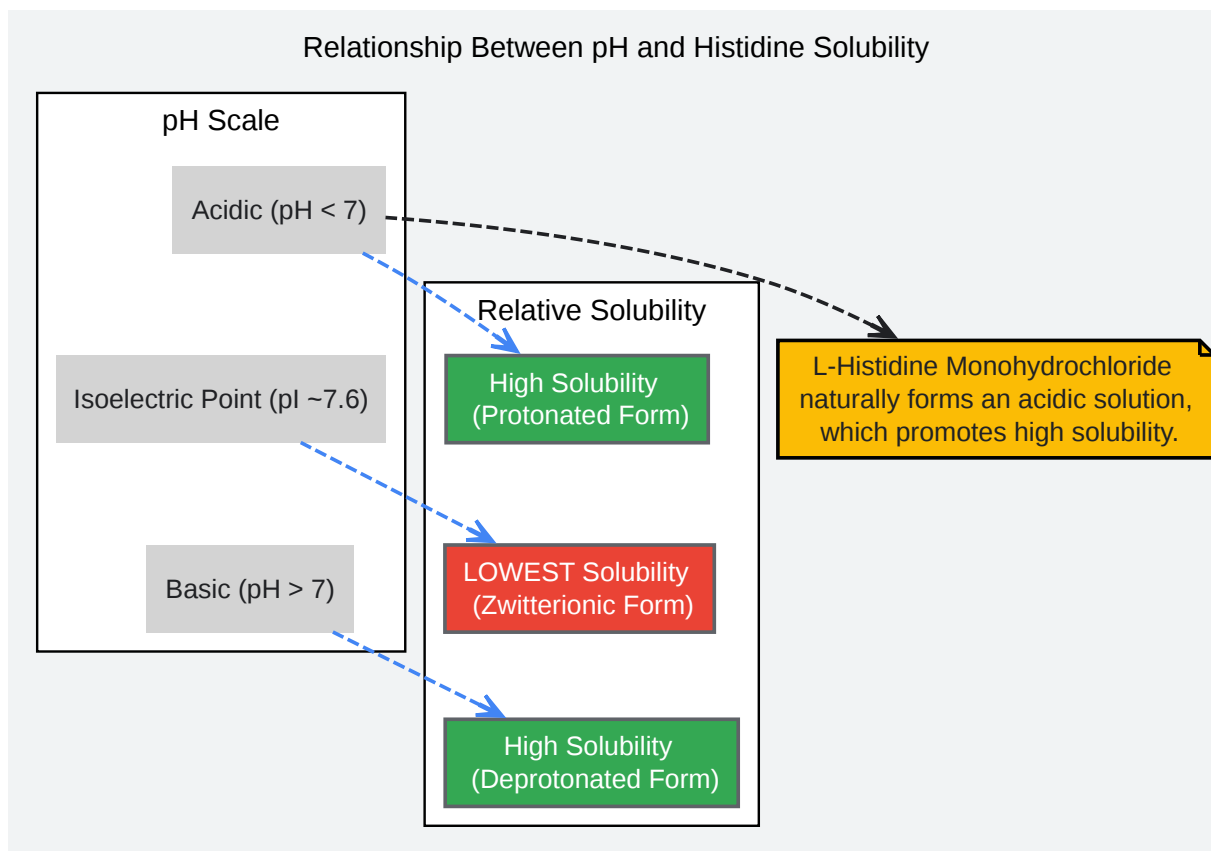 Relationship Between pH and Histidine Solubility
pH Scale
Acidic (pH < 7)
Isoelectric Point (pI ~7.6)
Basic (pH > 7)
Relative Solubility
High Solubility
(Protonated Form)
LOWEST Solubility
(Zwitterionic Form)
High Solubility
(Deprotonated Form)
L-Histidine Monohydrochloride
naturally forms an acidic solution,
which promotes high solubility.